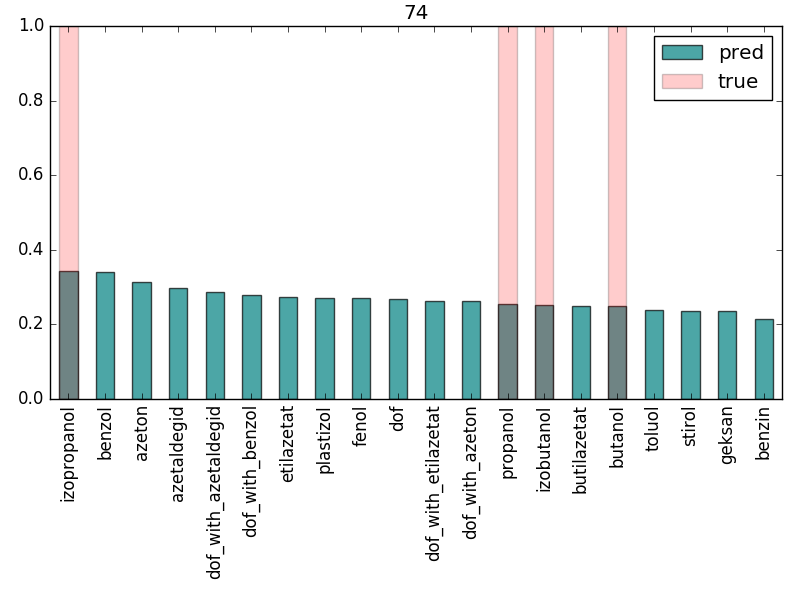 74
1.0
0.8
0.6
0.4
0.2
0.0
pred
true
izopropanol
benzol
azeton
azetaldegid
dof_with_azetaldegid
dof_with_benzol
etilazetat
plastizol
fenol
dof
dof_with_etilazetat
dof_with_azeton
propanol
izobutanol
butilazetat
butanol
toluol
stirol
geksan
benzin